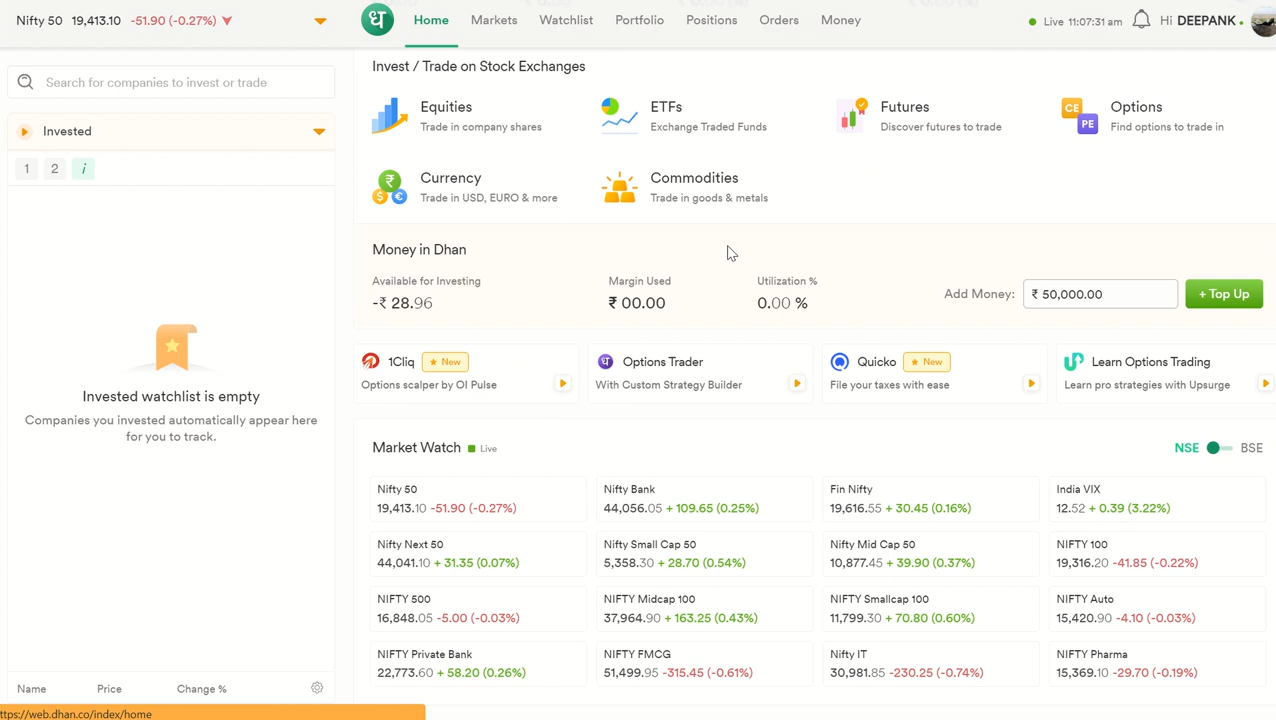 Nifty 50 19,413.10 -51.90 (-0.27%)
ध
Home Markets Watchlist Portfolio Positions Orders Money
Live 11:07:31 am Hi DEEPANK
Search for companies to invest or trade
Invested
1 2 i
Invested watchlist is empty
Companies you invested automatically appear here
for you to track.
Name Price Change %
ttps://web.dhan.co/index/home
Invest / Trade on Stock Exchanges
Equities
Trade in company shares
ETFs
Exchange Traded Funds
Futures
Discover futures to trade
CE
PE
Options
Find options to trade in
Currency
Trade in USD, EURO & more
Commodities
Trade in goods & metals
Money in Dhan
Available for Investing Margin Used Utilization %
-₹ 28.96 ₹ 00.00 0.00 %
Add Money: ₹ 50,000.00 + Top Up
1Cliq New
Options scalper by OI Pulse
ध Options Trader
With Custom Strategy Builder
Quicko New
File your taxes with ease
Learn Options Trading
Learn pro strategies with Upsurge
Market Watch Live NSE BSE
Nifty 50
19,413.10 -51.90 (-0.27%)
Nifty Bank
44,056.05 + 109.65 (0.25%)
Fin Nifty
19,616.55 + 30.45 (0.16%)
India VIX
12.52 + 0.39 (3.22%)
Nifty Next 50
44,041.10 + 31.35 (0.07%)
Nifty Small Cap 50
5,358.30 + 28.70 (0.54%)
Nifty Mid Cap 50
10,877.45 + 39.90 (0.37%)
NIFTY 100
19,316.20 -41.85 (-0.22%)
NIFTY 500
16,848.05 -5.00 (-0.03%)
NIFTY Midcap 100
37,964.90 + 163.25 (0.43%)
NIFTY Smallcap 100
11,799.30 + 70.80 (0.60%)
NIFTY Auto
15,420.90 -4.10 (-0.03%)
NIFTY Private Bank
22,773.60 + 58.20 (0.26%)
NIFTY FMCG
51,499.95 -315.45 (-0.61%)
Nifty IT
30,981.85 -230.25 (-0.74%)
NIFTY Pharma
15,369.10 -29.70 (-0.19%)